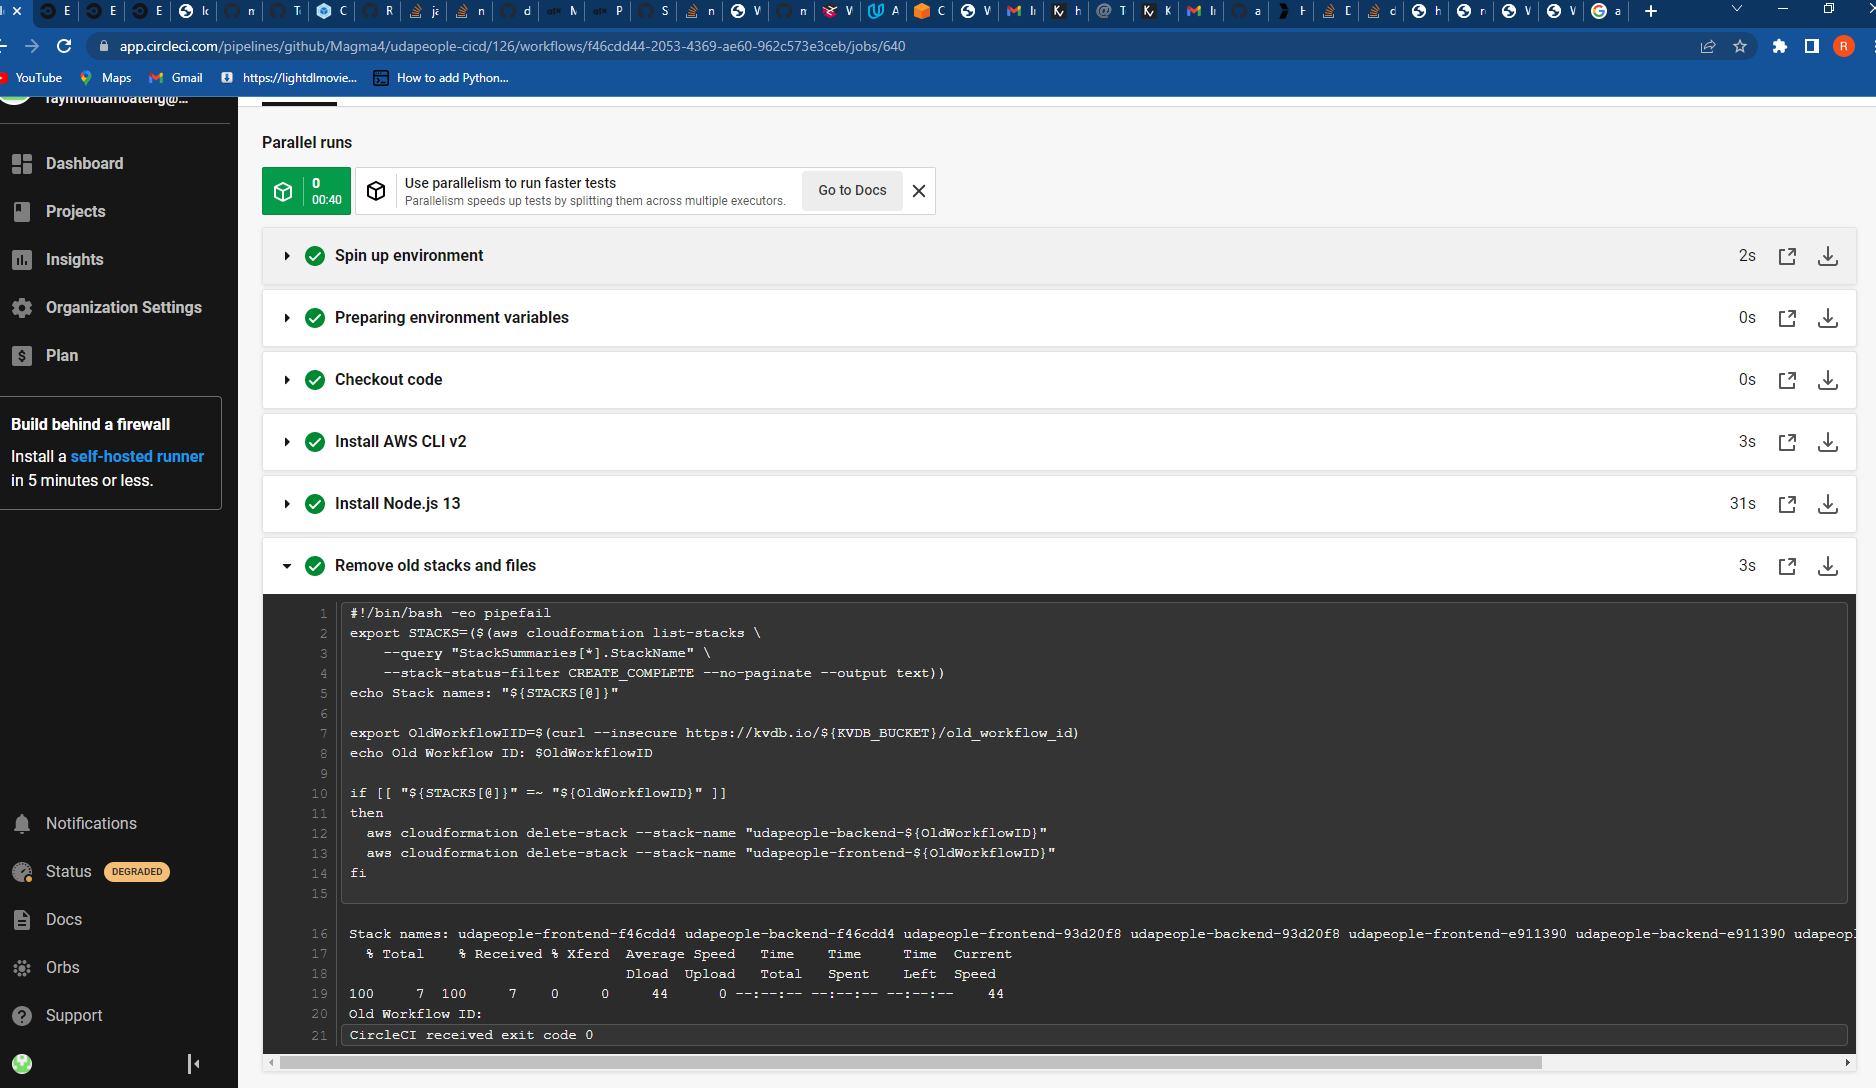 app.circleci.com/pipelines/github/Magma4/udapeople-cicd/126/workflows/f46cdd44-2053-4369-ae60-962c573e3ceb/jobs/640
R
YouTube
Maps
Gmail
https://lightdlmovie...
How to add Python...
raymondamoateng@...
Dashboard
Projects
Insights
Organization Settings
Plan
Build behind a firewall
Install a self-hosted runner
in 5 minutes or less.
Notifications
Status DEGRADED
Docs
Orbs
Support
Parallel runs
0
00:40
Use parallelism to run faster tests
Parallelism speeds up tests by splitting them across multiple executors.
Go to Docs
Spin up environment 2s
Preparing environment variables 0s
Checkout code 0s
Install AWS CLI v2 3s
Install Node.js 13 31s
Remove old stacks and files 3s
1 #!/bin/bash -eo pipefail
2 export STACKS=($(aws cloudformation list-stacks \
3 --query "StackSummaries[*].StackName" \
4 --stack-status-filter CREATE_COMPLETE --no-paginate --output text))
5 echo Stack names: "${STACKS[@]}"
6
7 export OldWorkflowIID=$(curl --insecure https://kvdb.io/${KVDB_BUCKET}/old_workflow_id)
8 echo Old Workflow ID: $OldWorkflowID
9
10 if [[ "${STACKS[@]}" =~ "${OldWorkflowID}" ]]
11 then
12 aws cloudformation delete-stack --stack-name "udapeople-backend-${OldWorkflowID}"
13 aws cloudformation delete-stack --stack-name "udapeople-frontend-${OldWorkflowID}"
14 fi
15
16 Stack names: udapeople-frontend-f46cdd4 udapeople-backend-f46cdd4 udapeople-frontend-93d20f8 udapeople-backend-93d20f8 udapeople-frontend-e911390 udapeople-backend-e911390 udapeopl
17 % Total % Received % Xferd Average Speed Time Time Time Current
18 Dload Upload Total Spent Left Speed
19 100 7 100 7 0 0 44 0 --:--:-- --:--:-- --:--:-- 44
20 Old Workflow ID:
21 CircleCI received exit code 0